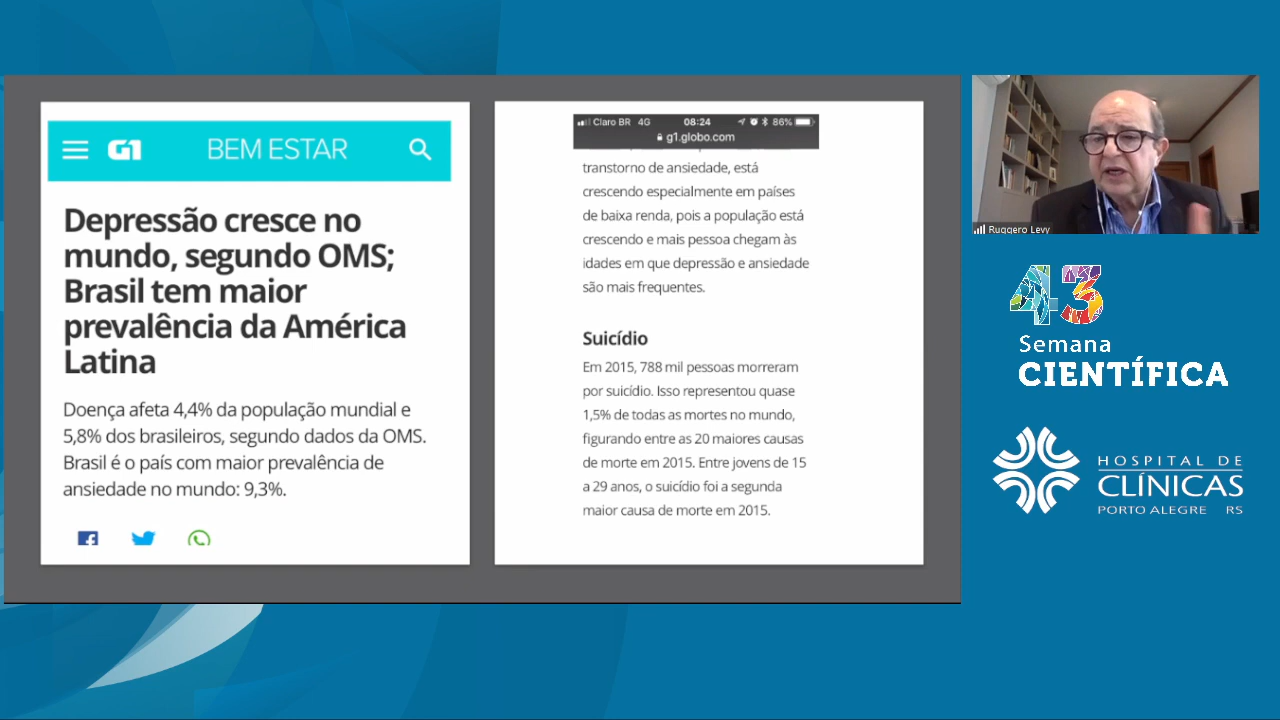 G1 BEM ESTAR
Depressão cresce no
mundo, segundo OMS;
Brasil tem maior
prevalência da América
Latina
Doença afeta 4,4% da população mundial e
5,8% dos brasileiros, segundo dados da OMS.
Brasil é o país com maior prevalência de
ansiedade no mundo: 9,3%.
Claro BR 4G 08:24 86%
g1.globo.com
transtorno de ansiedade, está
crescendo especialmente em países
de baixa renda, pois a população está
crescendo e mais pessoa chegam às
idades em que depressão e ansiedade
são mais frequentes.
Suicídio
Em 2015, 788 mil pessoas morreram
por suicídio. Isso representou quase
1,5% de todas as mortes no mundo,
figurando entre as 20 maiores causas
de morte em 2015. Entre jovens de 15
a 29 anos, o suicídio foi a segunda
maior causa de morte em 2015.
Ruggero Levy
43
Semana
CIENTÍFICA
HOSPITAL DE
CLÍNICAS
PORTO ALEGRE RS